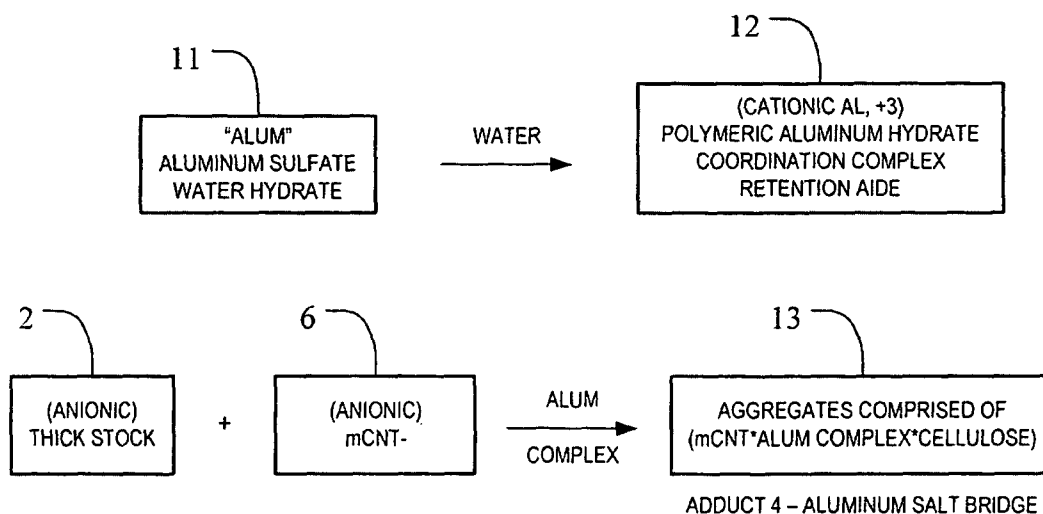 11
12
"ALUM"
ALUMINUM SULFATE
WATER HYDRATE
WATER
(CATIONIC AL, +3)
POLYMERIC ALUMINUM HYDRATE
COORDINATION COMPLEX
RETENTION AIDE
2
6
13
(ANIONIC)
THICK STOCK
+
(ANIONIC)
mCNT-
ALUM
COMPLEX
AGGREGATES COMPRISED OF
(mCNT*ALUM COMPLEX*CELLULOSE)
ADDUCT 4 – ALUMINUM SALT BRIDGE